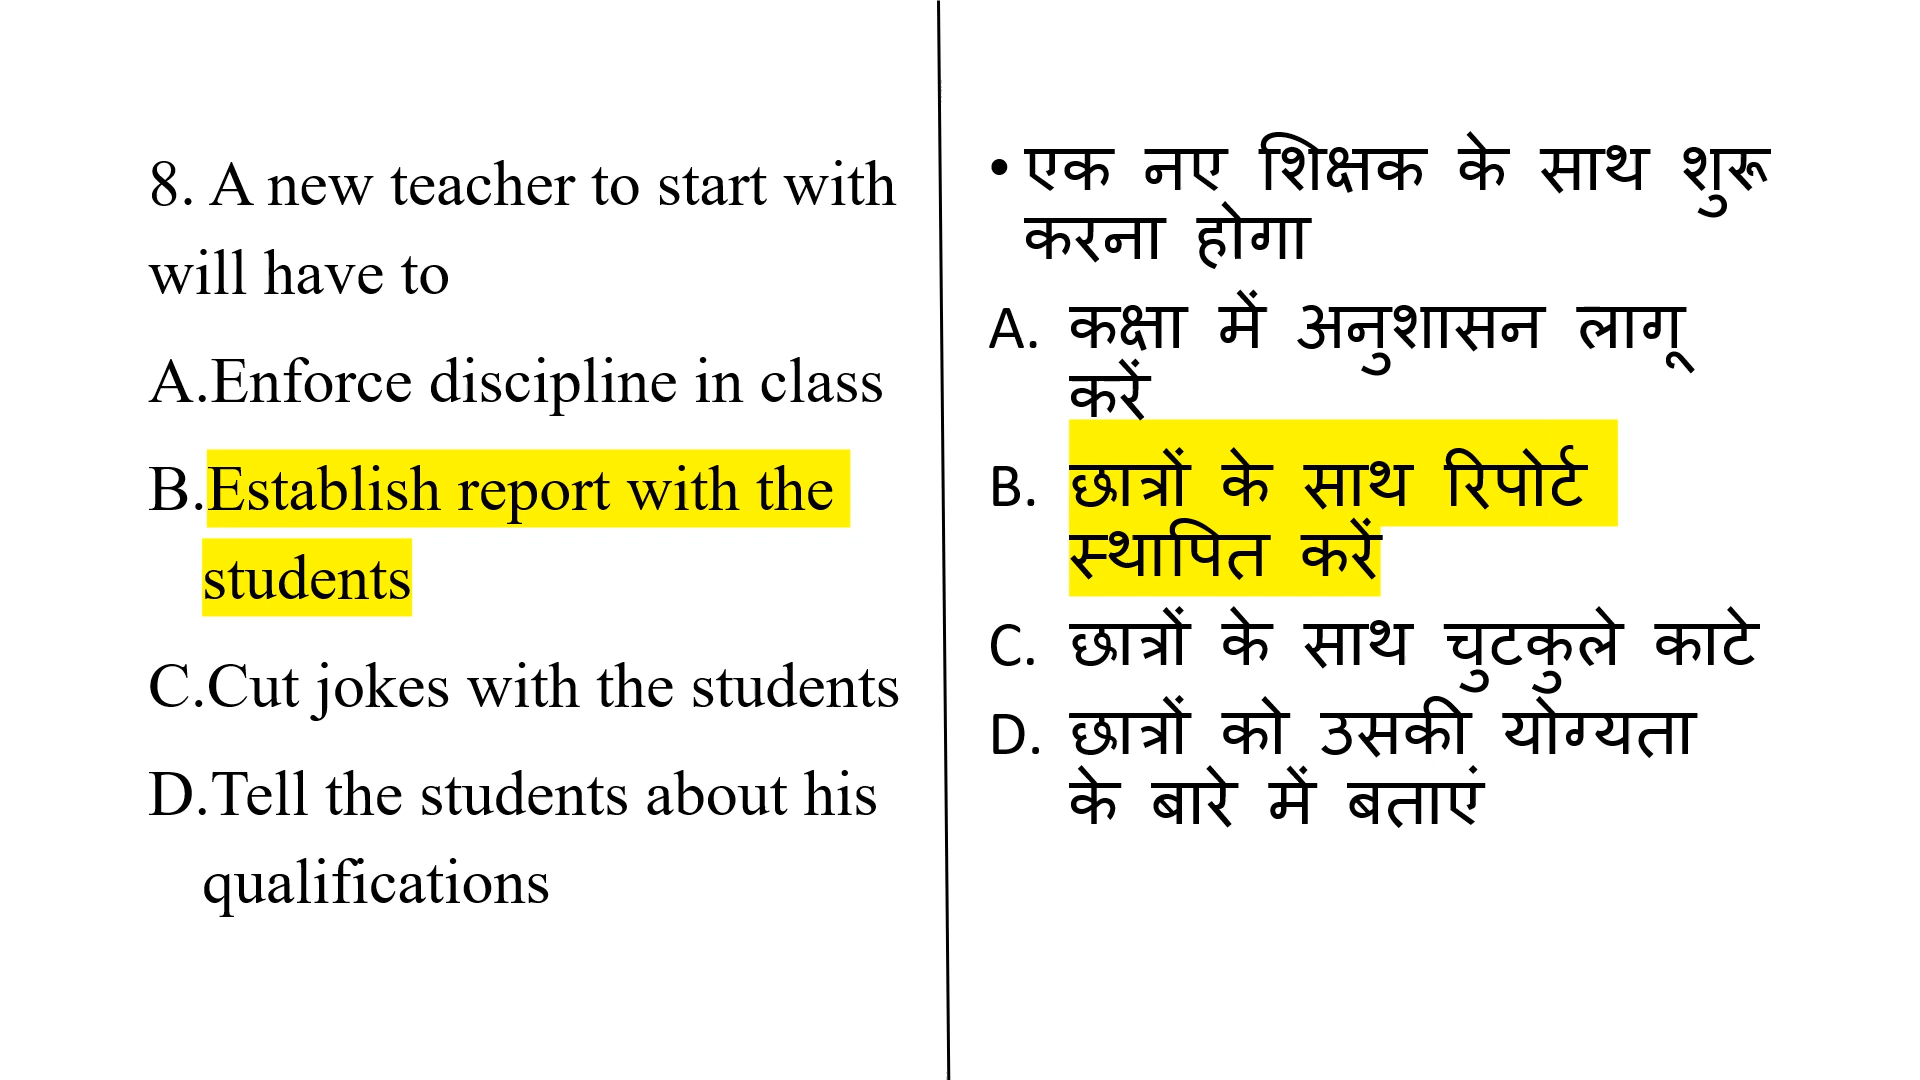 8. A new teacher to start with
will have to
A.Enforce discipline in class
B.Establish report with the
students
C.Cut jokes with the students
D.Tell the students about his
qualifications
• एक नए शिक्षक के साथ शुरू
करना होगा
A. कक्षा में अनुशासन लागू
करें
B. छात्रों के साथ रिपोर्ट
स्थापित करें
C. छात्रों के साथ चुटकुले काटे
D. छात्रों को उसकी योग्यता
के बारे में बताएं